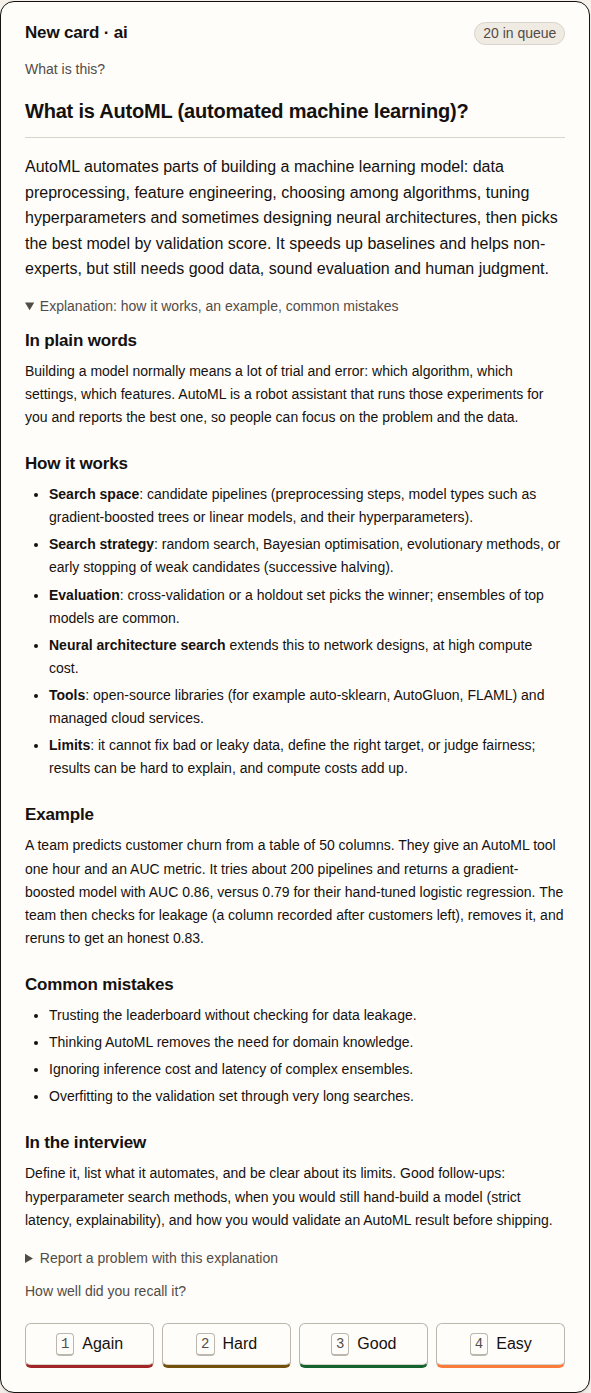 New card · ai
20 in queue
What is this?
What is AutoML (automated machine learning)?
AutoML automates parts of building a machine learning model: data
preprocessing, feature engineering, choosing among algorithms, tuning
hyperparameters and sometimes designing neural architectures, then picks
the best model by validation score. It speeds up baselines and helps non-
experts, but still needs good data, sound evaluation and human judgment.
▼ Explanation: how it works, an example, common mistakes
In plain words
Building a model normally means a lot of trial and error: which algorithm, which
settings, which features. AutoML is a robot assistant that runs those experiments for
you and reports the best one, so people can focus on the problem and the data.
How it works
• Search space: candidate pipelines (preprocessing steps, model types such as
gradient-boosted trees or linear models, and their hyperparameters).
• Search strategy: random search, Bayesian optimisation, evolutionary methods, or
early stopping of weak candidates (successive halving).
• Evaluation: cross-validation or a holdout set picks the winner; ensembles of top
models are common.
• Neural architecture search extends this to network designs, at high compute
cost.
• Tools: open-source libraries (for example auto-sklearn, AutoGluon, FLAML) and
managed cloud services.
• Limits: it cannot fix bad or leaky data, define the right target, or judge fairness;
results can be hard to explain, and compute costs add up.
Example
A team predicts customer churn from a table of 50 columns. They give an AutoML tool
one hour and an AUC metric. It tries about 200 pipelines and returns a gradient-
boosted model with AUC 0.86, versus 0.79 for their hand-tuned logistic regression. The
team then checks for leakage (a column recorded after customers left), removes it, and
reruns to get an honest 0.83.
Common mistakes
• Trusting the leaderboard without checking for data leakage.
• Thinking AutoML removes the need for domain knowledge.
• Ignoring inference cost and latency of complex ensembles.
• Overfitting to the validation set through very long searches.
In the interview
Define it, list what it automates, and be clear about its limits. Good follow-ups:
hyperparameter search methods, when you would still hand-build a model (strict
latency, explainability), and how you would validate an AutoML result before shipping.
▶ Report a problem with this explanation
How well did you recall it?
1 Again
2 Hard
3 Good
4 Easy